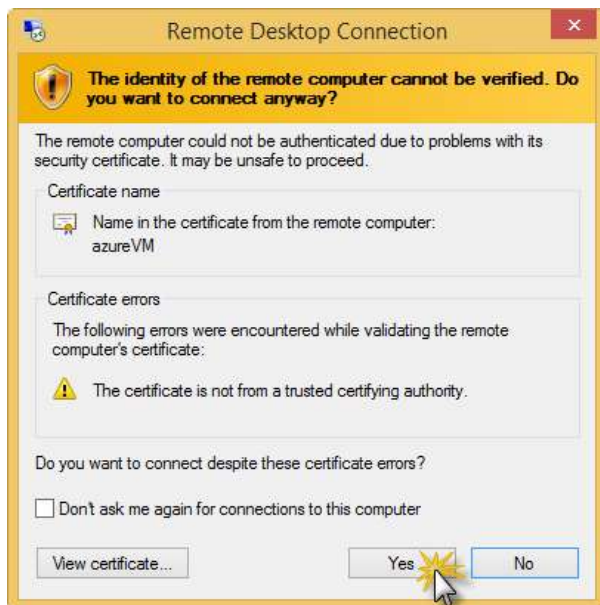 Remote Desktop Connection
The identity of the remote computer cannot be verified. Do
you want to connect anyway?
The remote computer could not be authenticated due to problems with its
security certificate. It may be unsafe to proceed.
Certificate name
Name in the certificate from the remote computer:
azureVM
Certificate errors
The following errors were encountered while validating the remote
computer's certificate:
The certificate is not from a trusted certifying authority.
Do you want to connect despite these certificate errors?
Don't ask me again for connections to this computer
View certificate... Yes No